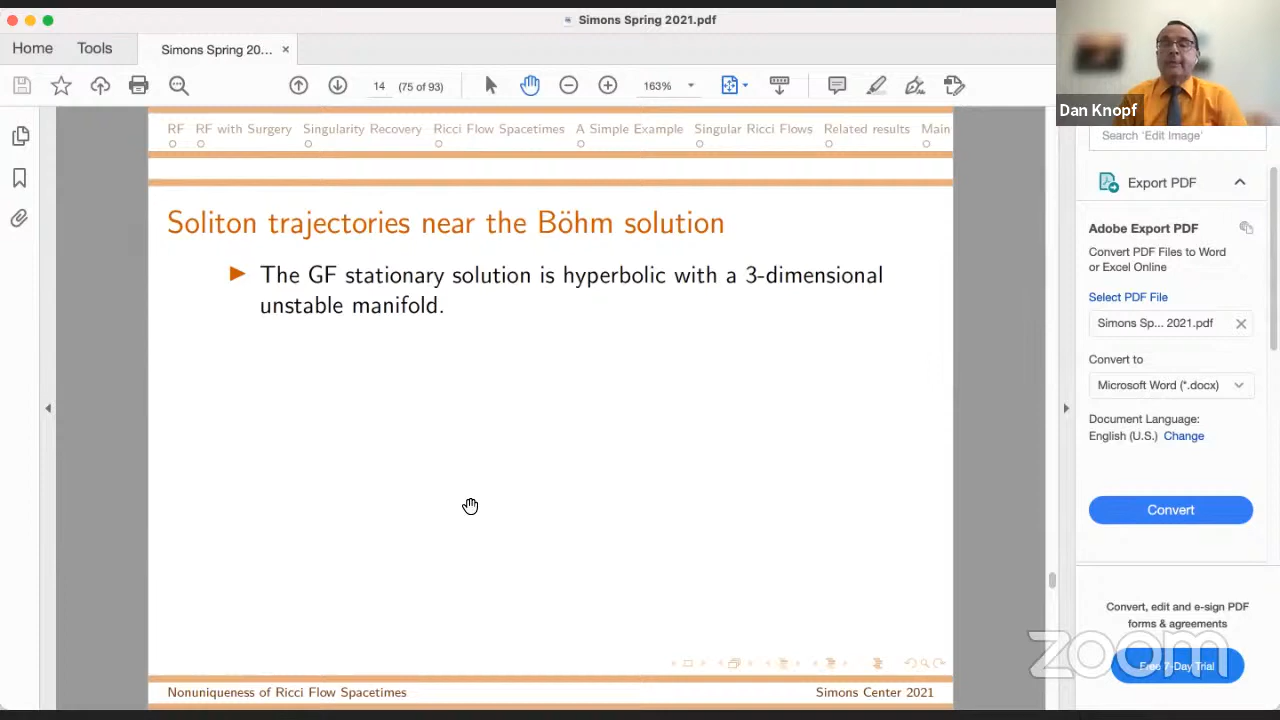 Simons Spring 2021.pdf
Home
Tools
Simons Spring 20...
14
(75 of 93)
163%
Dan Knopf
Search 'Edit Image'
RF
RF with Surgery
Singularity Recovery
Ricci Flow Spacetimes
A Simple Example
Singular Ricci Flows
Related results
Main
Soliton trajectories near the Böhm solution
The GF stationary solution is hyperbolic with a 3-dimensional
unstable manifold.
Nonuniqueness of Ricci Flow Spacetimes
Simons Center 2021
Export PDF
Adobe Export PDF
Convert PDF Files to Word
or Excel Online
Select PDF File
Simons Sp... 2021.pdf
Convert to
Microsoft Word (*.docx)
Document Language:
English (U.S.) Change
Convert
Convert, edit and e-sign PDF
forms & agreements
Free 7-Day Trial
zoom